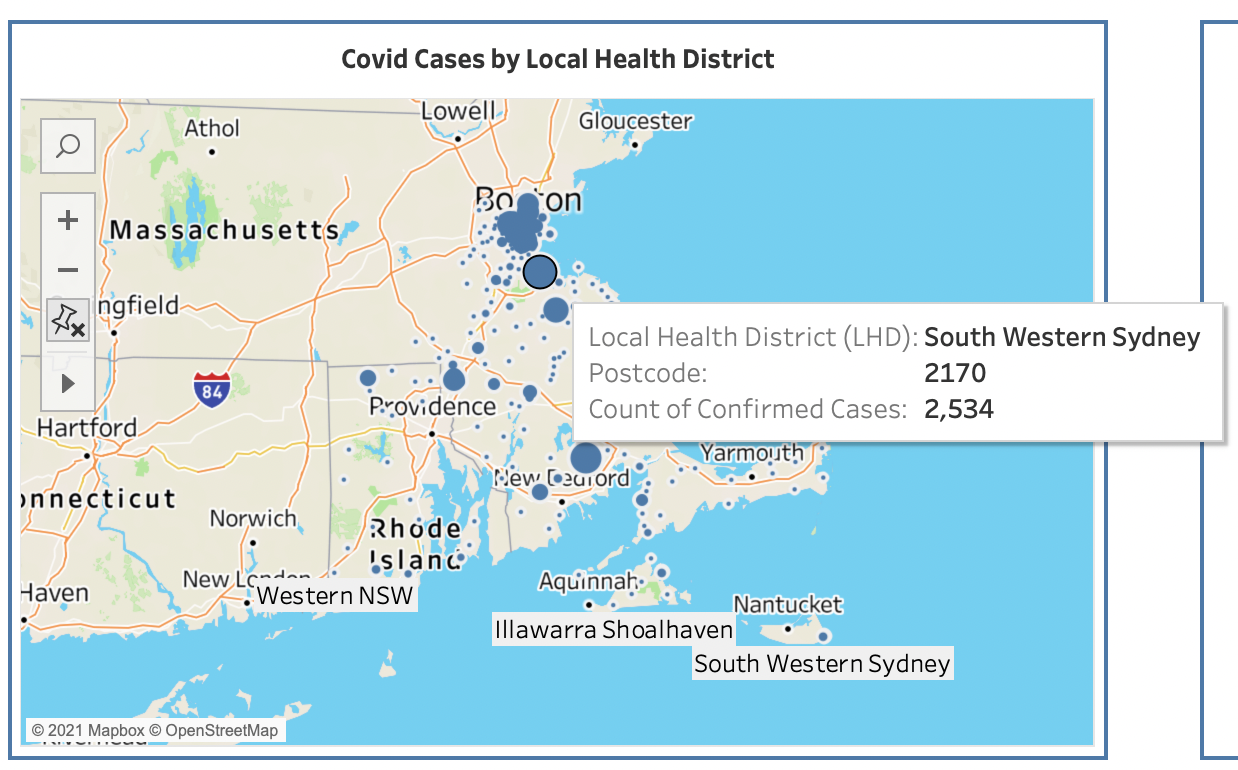 Covid Cases by Local Health District
Lowell
Gloucester
Athol
Boston
Massachusetts
ngfield
Local Health District (LHD): South Western Sydney
Postcode: 2170
Count of Confirmed Cases: 2,534
84
Providence
Hartford
Yarmouth
New Bedford
onnecticut
Norwich
Rhode
Island
New London
Aquinnah
Haven
Western NSW
Nantucket
Illawarra Shoalhaven
South Western Sydney
© 2021 Mapbox © OpenStreetMap